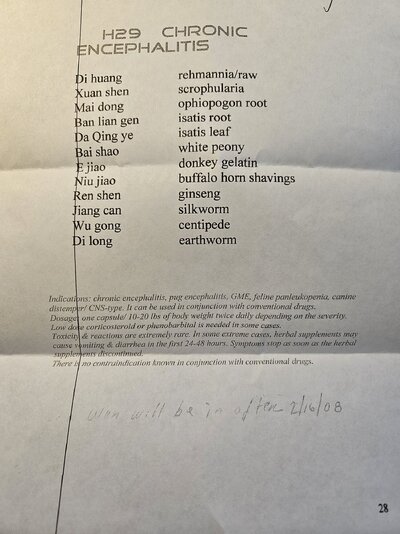 H29 CHRONIC
ENCEPHALITIS
Di huang rehmannia/raw
Xuan shen scrophularia
Mai dong ophiopogon root
Ban lian gen isatis root
Da Qing ye isatis leaf
Bai shao white peony
E jiao donkey gelatin
Niu jiao buffalo horn shavings
Ren shen ginseng
Jiang can silkworm
Wu gong centipede
Di long earthworm
Indications: chronic encephalitis, pug encephalitis, GME, feline panleukopenia, canine
distemper/ CNS-type. It can be used in conjunction with conventional drugs.
Dosage: one capsule/ 10-20 lbs of body weight twice daily depending on the severity.
Low dose corticosteroid or phenobarbital is needed in some cases.
Toxicity & reactions are extremely rare. In some extreme cases, herbal supplements may
cause vomiting & diarrhea in the first 24-48 hours. Symptoms stop as soon as the herbal
supplements discontinued.
There is no contraindication known in conjunction with conventional drugs.
will be in after 2/16/08
28